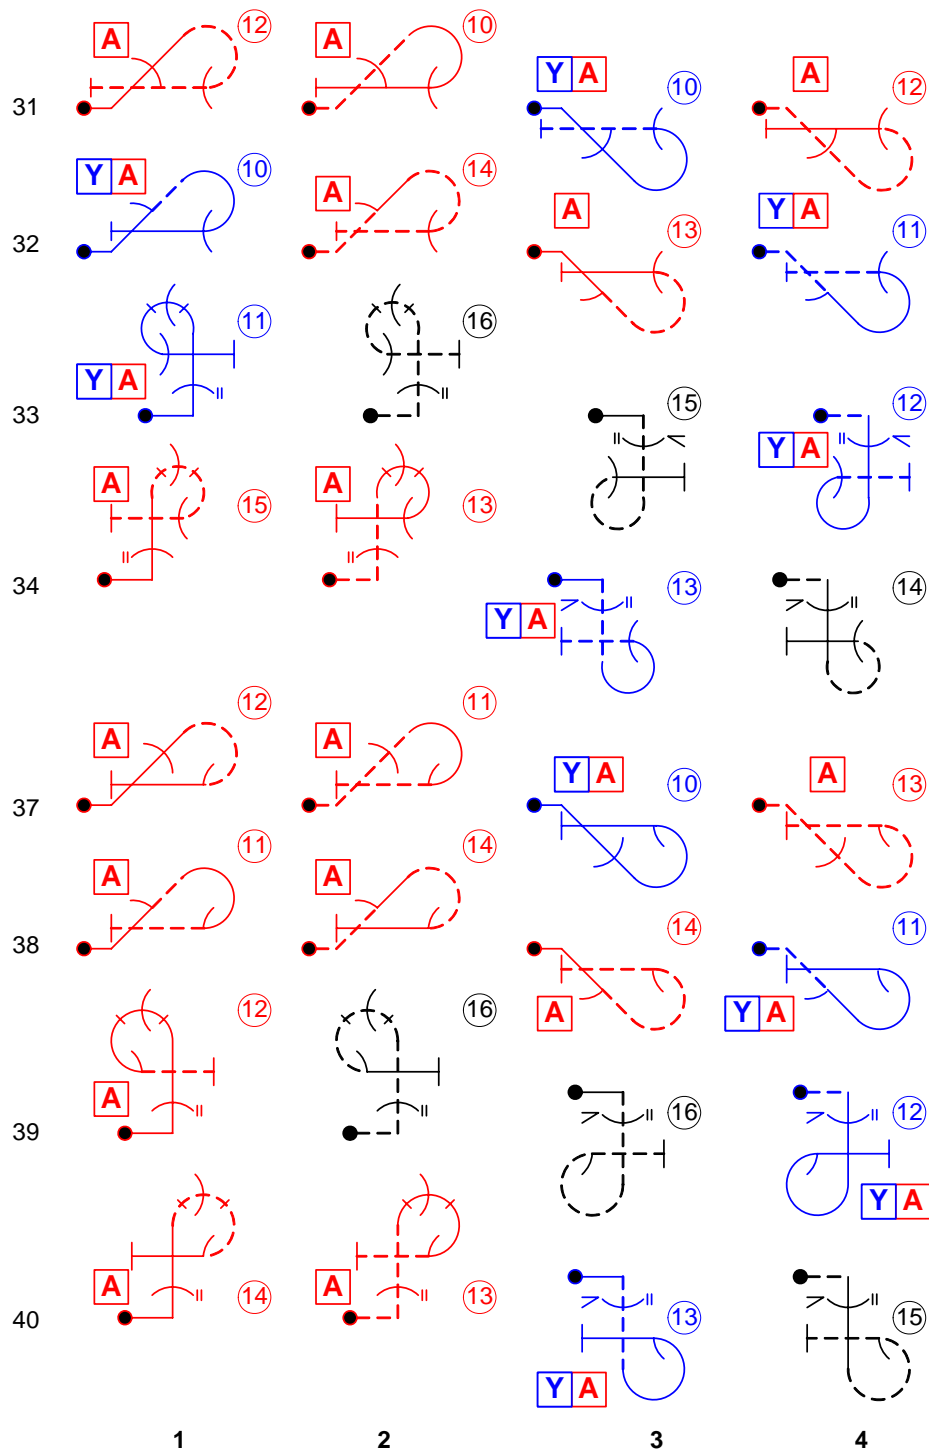 A 12 A 10
Y A 10 A 12
31
Y A 10 A 14
A 13 Y A 11
32
11 16
Y A
33
15 12
Y A
A 15 A 13
34
Y A 13 14
A 12 A 11
37
Y A 10 A 13
A 11 A 14
38
14 11
A Y A
12 16
A
39
16 12
Y A
A 14 A 13
40
13 15
Y A
1 2 3 4